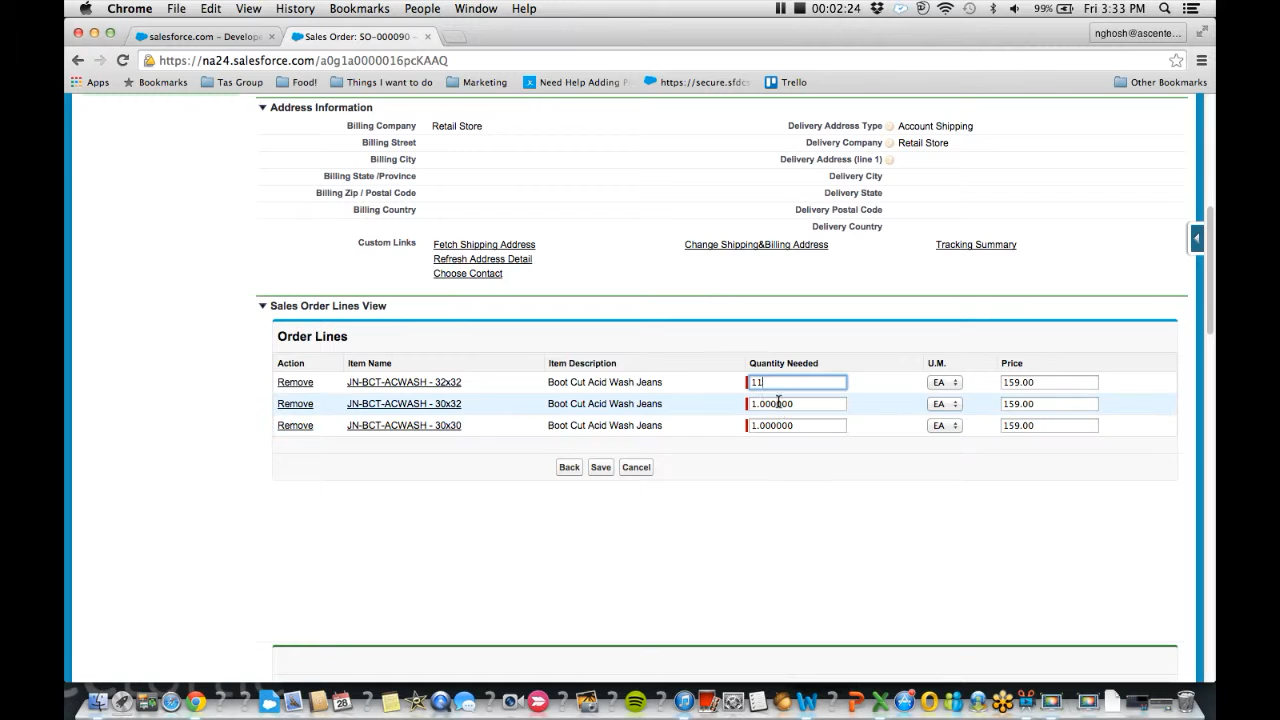 Chrome File Edit View History Bookmarks People Window Help 00:02:24 99% Fri 3:33 PM
salesforce.com – Develope × Sales Order: SO-000090 ×
nghosh@ascente...
https://na24.salesforce.com/a0g1a0000016pcKAAQ
Apps Bookmarks Tas Group Food! Things I want to do Marketing Need Help Adding P https://secure.sfdcs Trello Other Bookmarks
Address Information
Billing Company Retail Store Delivery Address Type Account Shipping
Billing Street Delivery Company Retail Store
Billing City Delivery Address (line 1)
Billing State /Province Delivery City
Billing Zip / Postal Code Delivery State
Billing Country Delivery Postal Code
Delivery Country
Custom Links Fetch Shipping Address Change Shipping&Billing Address Tracking Summary
Refresh Address Detail
Choose Contact
Sales Order Lines View
Order Lines
Action Item Name Item Description Quantity Needed U.M. Price
Remove JN-BCT-ACWASH - 32x32 Boot Cut Acid Wash Jeans 11 EA 159.00
Remove JN-BCT-ACWASH - 30x32 Boot Cut Acid Wash Jeans 1.000000 EA 159.00
Remove JN-BCT-ACWASH - 30x30 Boot Cut Acid Wash Jeans 1.000000 EA 159.00
Back Save Cancel
28